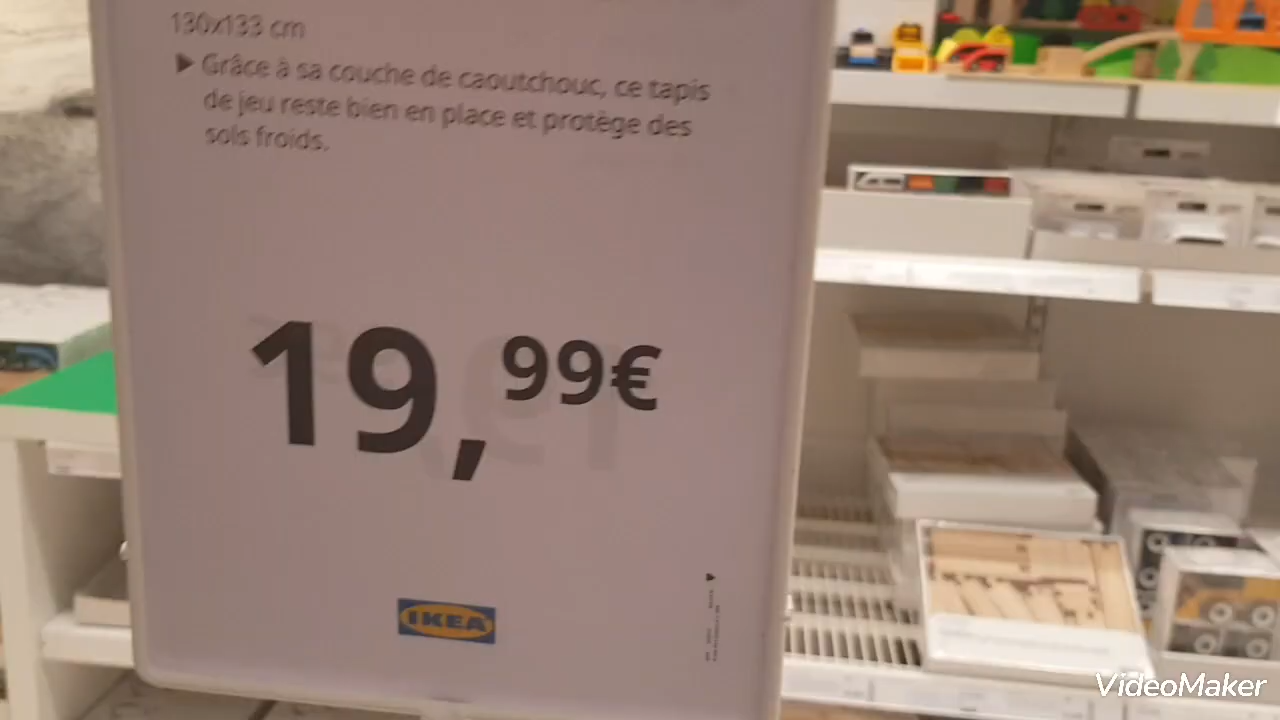 130x133 cm
▶ Grâce à sa couche de caoutchouc, ce tapis
de jeu reste bien en place et protège des
sols froids.
19,99€
IKEA
VideoMaker